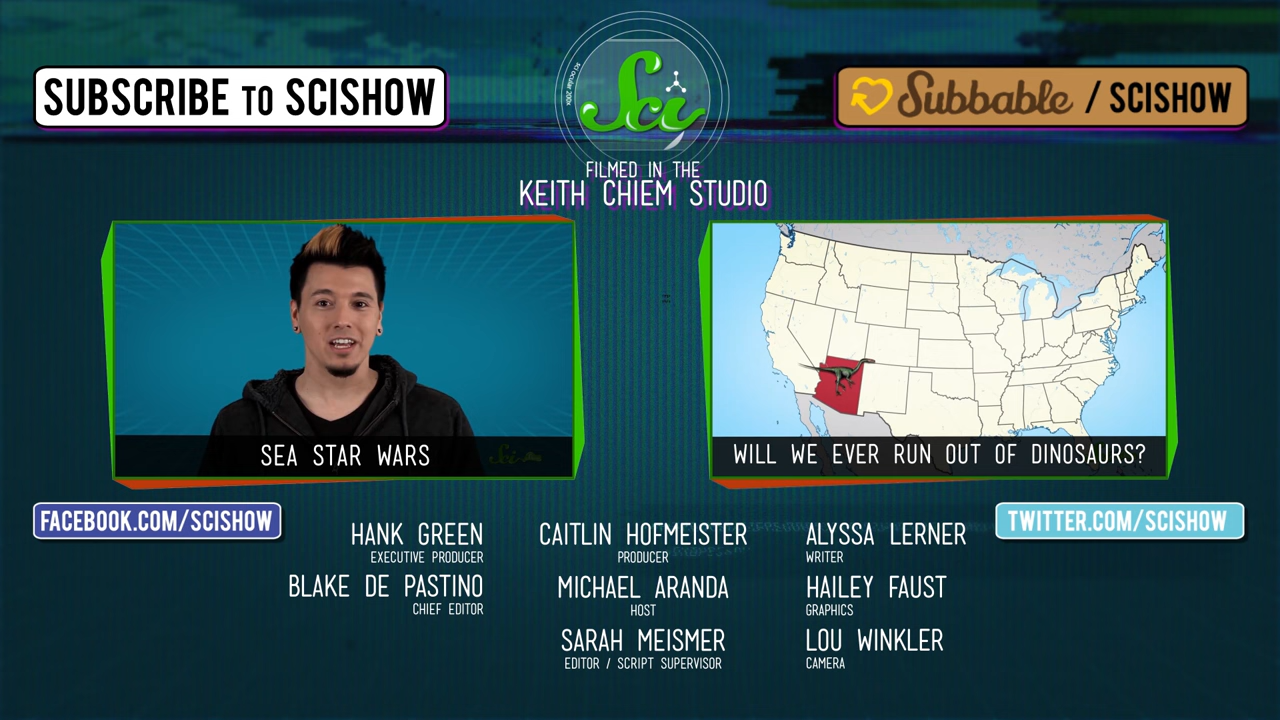 SUBSCRIBE TO SCISHOW
Sci
Subbable / SCISHOW
FILMED IN THE
KEITH CHIEM STUDIO
SEA STAR WARS
WILL WE EVER RUN OUT OF DINOSAURS?
FACEBOOK.COM/SCISHOW
TWITTER.COM/SCISHOW
HANK GREEN
EXECUTIVE PRODUCER
BLAKE DE PASTINO
CHIEF EDITOR
CAITLIN HOFMEISTER
PRODUCER
MICHAEL ARANDA
HOST
SARAH MEISMER
EDITOR / SCRIPT SUPERVISOR
ALYSSA LERNER
WRITER
HAILEY FAUST
GRAPHICS
LOU WINKLER
CAMERA